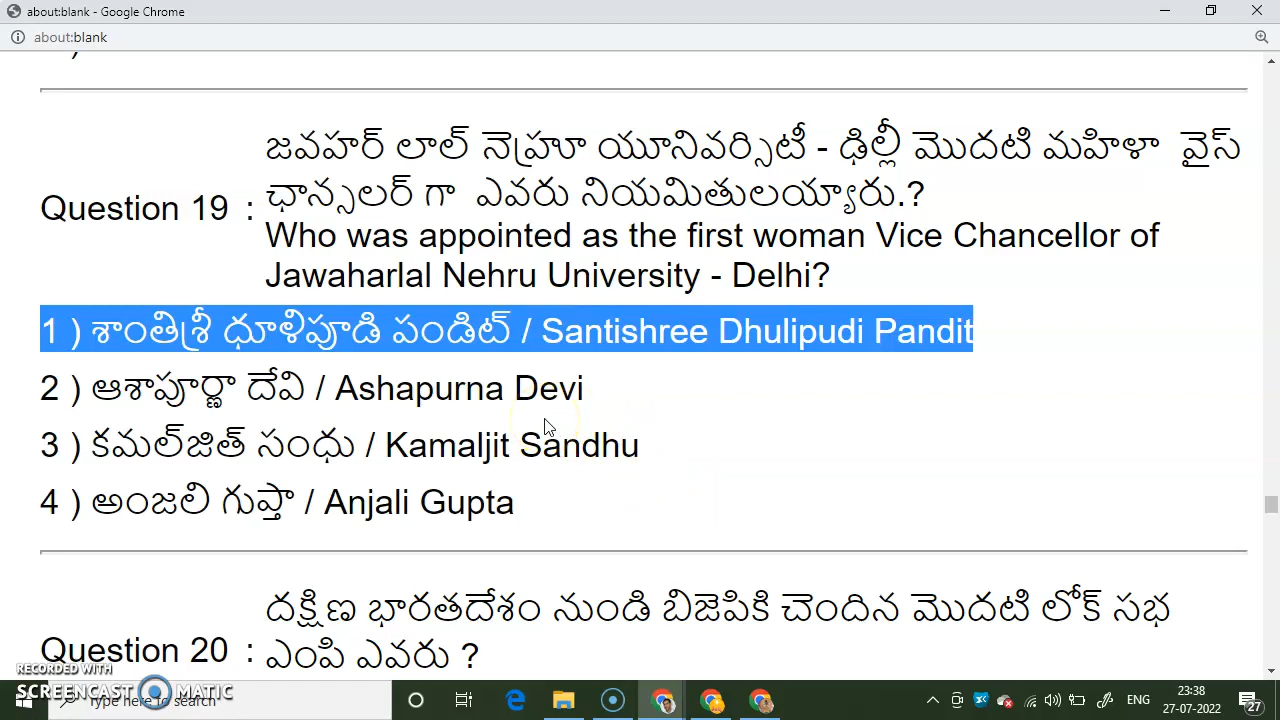 about:blank - Google Chrome
about:blank
జవహర్ లాల్ నెహ్రూ యూనివర్సిటీ - ఢిల్లీ మొదటి మహిళా వైస్
Question 19 : ఛాన్సలర్ గా ఎవరు నియమితులయ్యారు.?
Who was appointed as the first woman Vice Chancellor of
Jawaharlal Nehru University - Delhi?
1 ) శాంతిశ్రీ ధూళిపూడి పండిట్ / Santishree Dhulipudi Pandit
2 ) ఆశాపూర్ణా దేవి / Ashapurna Devi
3 ) కమల్‌జిత్ సంధు / Kamaljit Sandhu
4 ) అంజలి గుప్తా / Anjali Gupta
దక్షిణ భారతదేశం నుండి బిజెపికి చెందిన మొదటి లోక్ సభ
Question 20 : ఎంపి ఎవరు ?
RECORDED WITH
SCREENCAST MATIC
Type here to search
ENG
23:38
27-07-2022
27